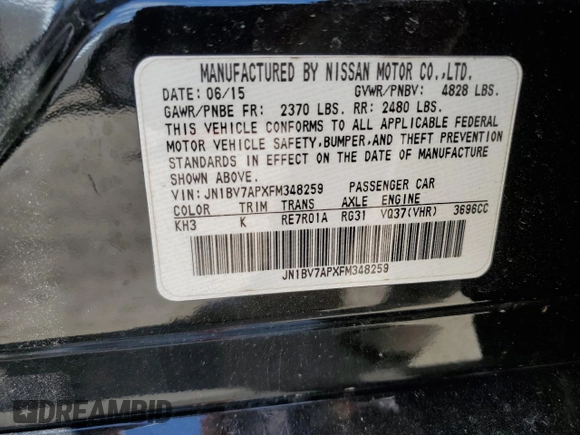 MANUFACTURED BY NISSAN MOTOR CO.,LTD.
DATE: 06/15 GVWR/PNBV: 4828 LBS.
GAWR/PNBE FR: 2370 LBS. RR: 2480 LBS.
THIS VEHICLE CONFORMS TO ALL APPLICABLE FEDERAL
MOTOR VEHICLE SAFETY,BUMPER,AND THEFT PREVENTION
STANDARDS IN EFFECT ON THE DATE OF MANUFACTURE
SHOWN ABOVE.
VIN: JN1BV7APXFM348259 PASSENGER CAR
COLOR TRIM TRANS AXLE ENGINE
KH3 K RE7R01A RG31 VQ37(VHR) 3696CC
JN1BV7APXFM348259
DREAMBID